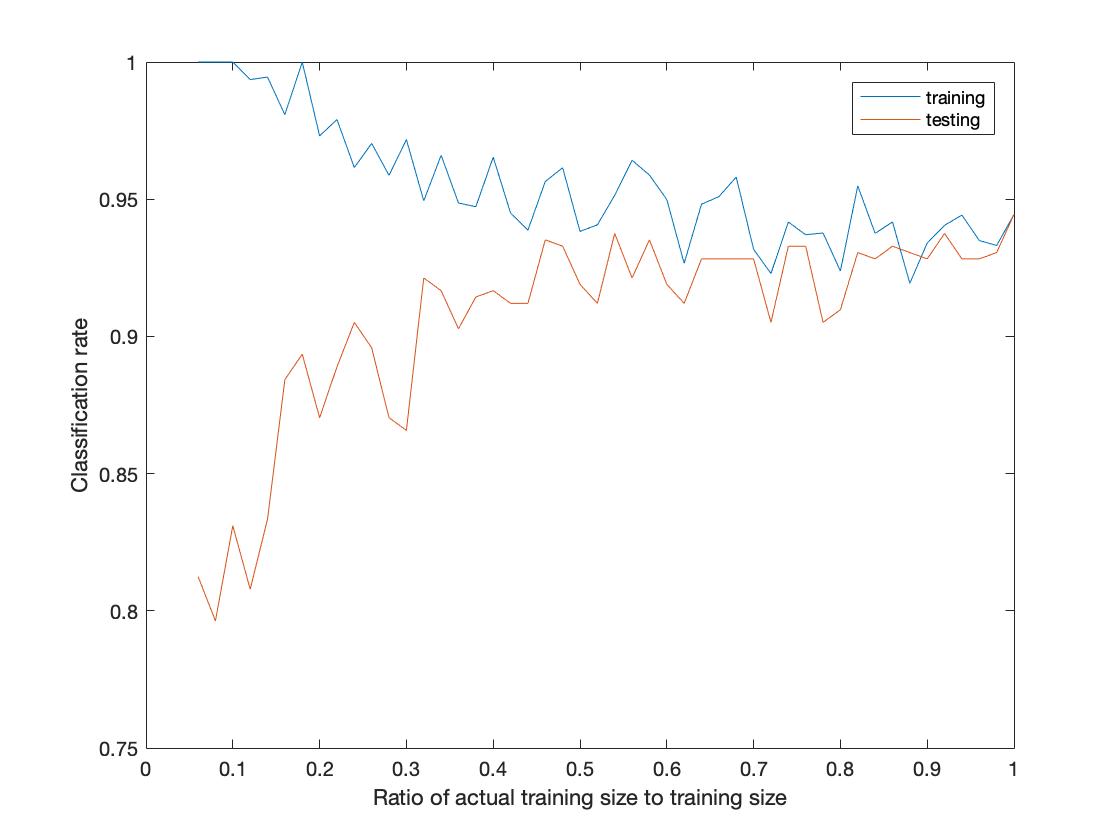 1
0.95
0.9
0.85
0.8
0.75
Classification rate
training
testing
0 0.1 0.2 0.3 0.4 0.5 0.6 0.7 0.8 0.9 1
Ratio of actual training size to training size